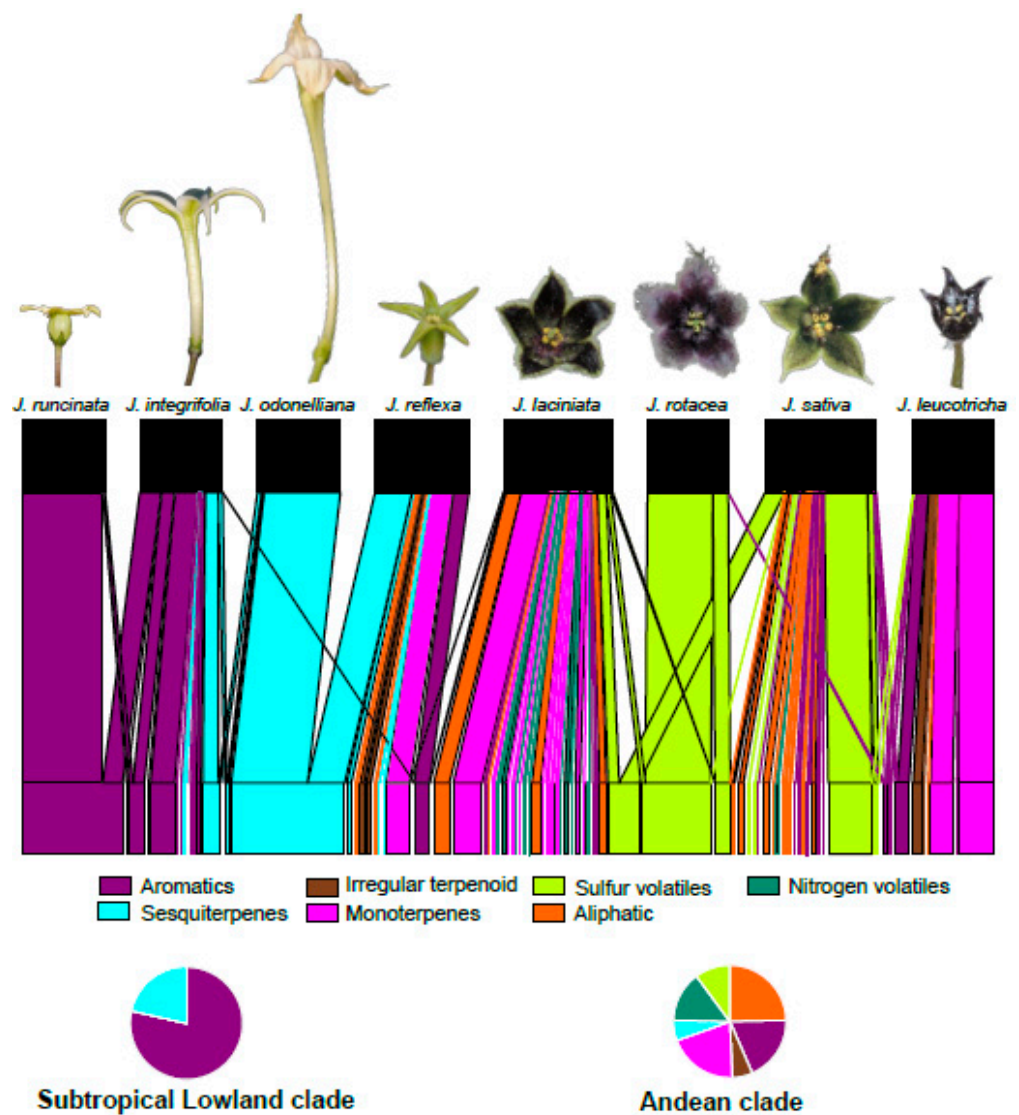 J. runcinata J. integrifolia J. odonelliana J. reflexa J. laciniata J. rotacea J. sativa J. leucotricha
Aromatics Irregular terpenoid Sulfur volatiles Nitrogen volatiles
Sesquiterpenes Monoterpenes Aliphatic
Subtropical Lowland clade Andean clade